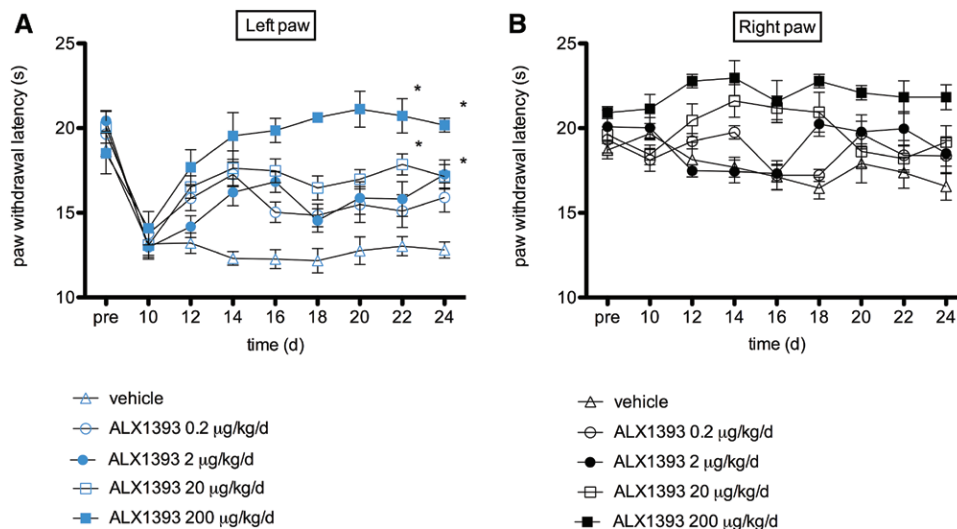 A
Left paw
25
20
15
10
paw withdrawal latency (s)
*
*
*
*
pre 10 12 14 16 18 20 22 24
time (d)
vehicle
ALX1393 0.2 μg/kg/d
ALX1393 2 μg/kg/d
ALX1393 20 μg/kg/d
ALX1393 200 μg/kg/d
B
Right paw
25
20
15
10
paw withdrawal latency (s)
pre 10 12 14 16 18 20 22 24
time (d)
vehicle
ALX1393 0.2 μg/kg/d
ALX1393 2 μg/kg/d
ALX1393 20 μg/kg/d
ALX1393 200 μg/kg/d